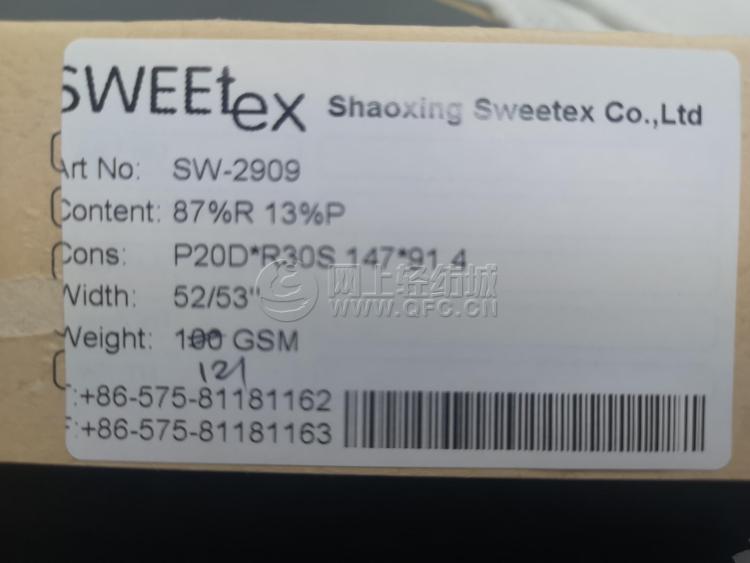 SWEEtex Shaoxing Sweetex Co.,Ltd
Art No: SW-2909
Content: 87%R 13%P
Cons: P20D*R30S 147*91.4
网上轻纺城
Width: 52/53"
WWW.QFC.CN
Weight: 100 GSM
121
T:+86-575-81181162
F:+86-575-81181163